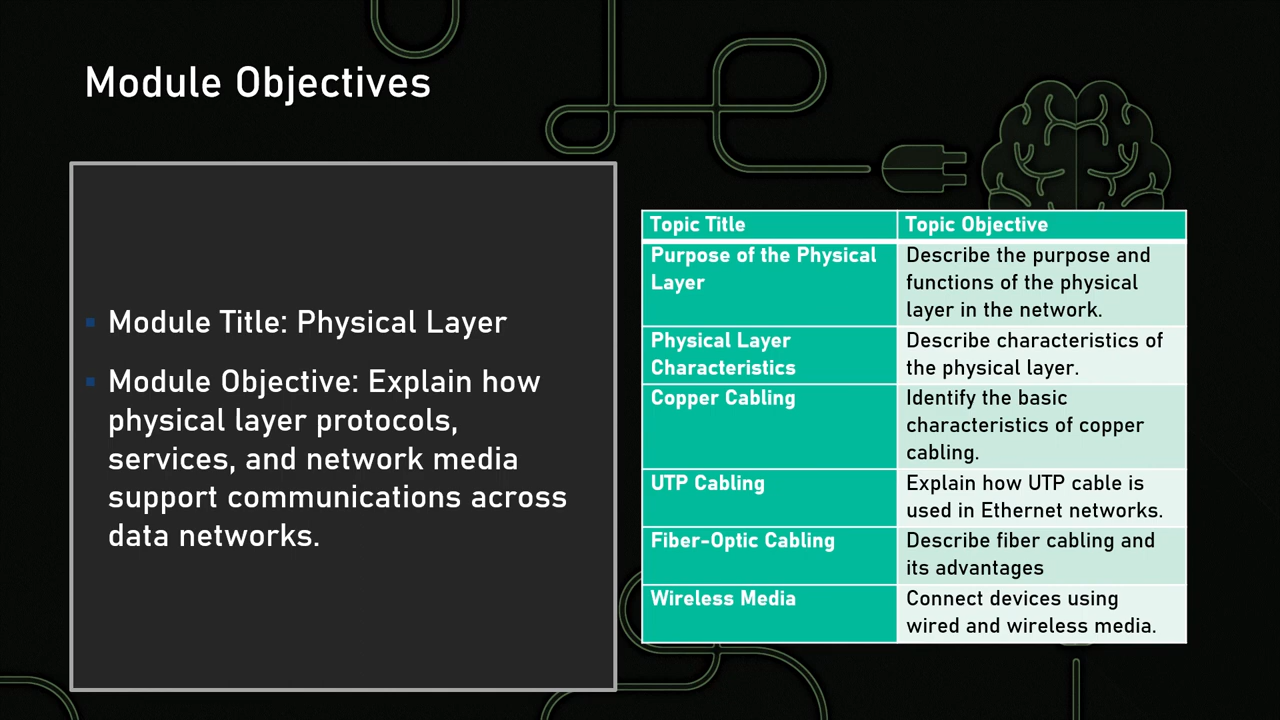 Module Objectives
Module Title: Physical Layer
Module Objective: Explain how
physical layer protocols,
services, and network media
support communications across
data networks.
Topic Title
Topic Objective
Purpose of the Physical
Layer
Describe the purpose and
functions of the physical
layer in the network.
Physical Layer
Characteristics
Describe characteristics of
the physical layer.
Copper Cabling
Identify the basic
characteristics of copper
cabling.
UTP Cabling
Explain how UTP cable is
used in Ethernet networks.
Fiber-Optic Cabling
Describe fiber cabling and
its advantages
Wireless Media
Connect devices using
wired and wireless media.